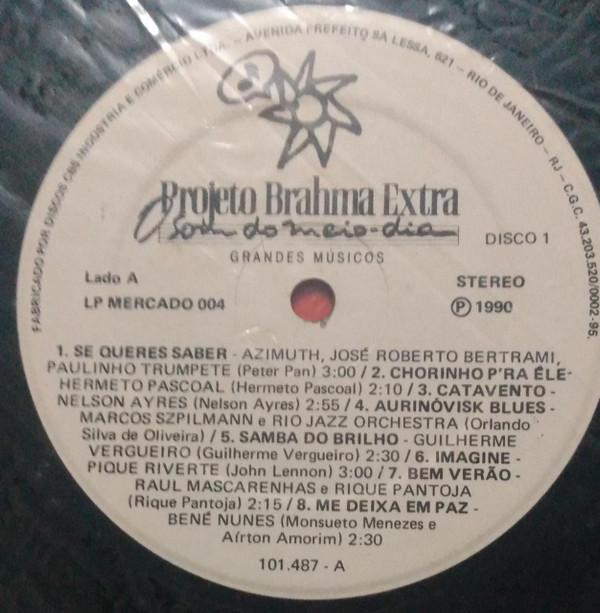 FABRICADO POR DISCOS CBS INDÚSTRIA E COMÉRCIO LTDA. – AVENIDA PREFEITO SÁ LESSA, 621 – RIO DE JANEIRO – RJ – C.G.C. 43.203.520/0002-95.
Projeto Brahma Extra
O som do meio-dia
DISCO 1
GRANDES MÚSICOS
Lado A
STEREO
LP MERCADO 004
Ⓟ 1990
1. SE QUERES SABER - AZIMUTH, JOSÉ ROBERTO BERTRAMI,
PAULINHO TRUMPETE (Peter Pan) 3:00 / 2. CHORINHO P'RA ÊLE-
HERMETO PASCOAL (Hermeto Pascoal) 2:10 / 3. CATAVENTO -
NELSON AYRES (Nelson Ayres) 2:55 / 4. AURINÓVISK BLUES -
MARCOS SZPILMANN e RIO JAZZ ORCHESTRA (Orlando
Silva de Oliveira) / 5. SAMBA DO BRILHO - GUILHERME
VERGUEIRO (Guilherme Vergueiro) 2:30 / 6. IMAGINE -
PIQUE RIVERTE (John Lennon) 3:00 / 7. BEM VERÃO -
RAUL MASCARENHAS e RIQUE PANTOJA
(Rique Pantoja) 2:15 / 8. ME DEIXA EM PAZ -
BENÉ NUNES (Monsueto Menezes e
Aírton Amorim) 2:30
101.487 - A